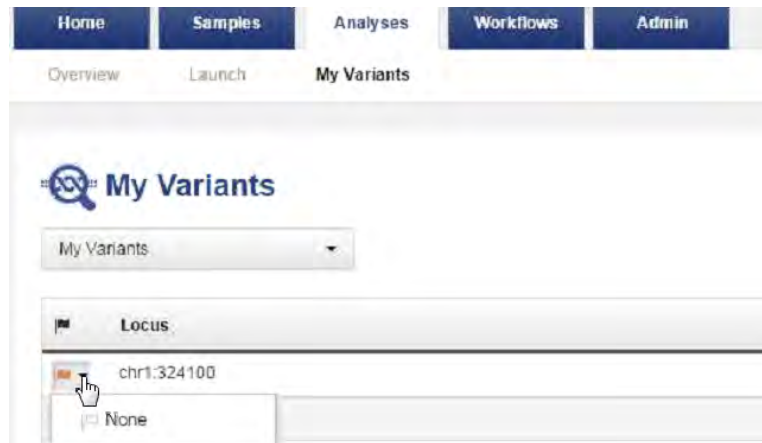 Home Samples Analyses Workflows Admin
Overview Launch My Variants
My Variants
My Variants
Locus
chr1:324100
None